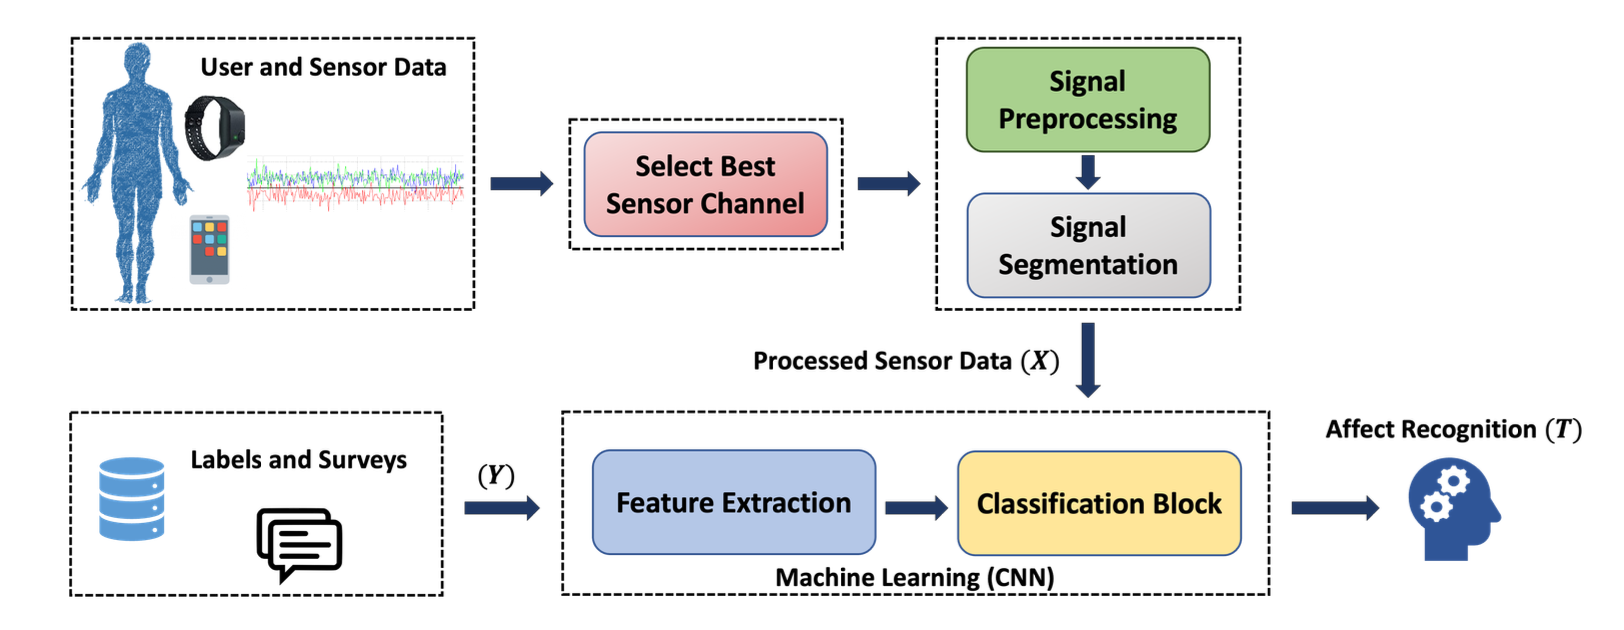 User and Sensor Data
Select Best
Sensor Channel
Signal
Preprocessing
Signal
Segmentation
Processed Sensor Data (X)
Labels and Surveys
(Y)
Feature Extraction
Classification Block
Machine Learning (CNN)
Affect Recognition (T)